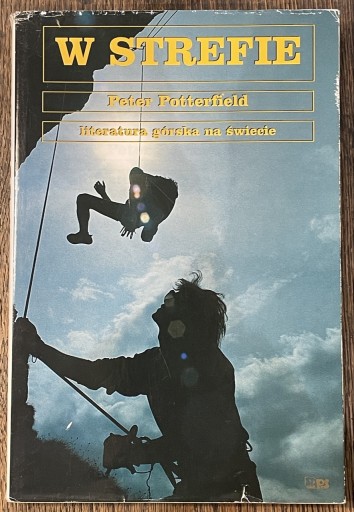 W STREFIE
Peter Potterfield
literatura górska na świecie